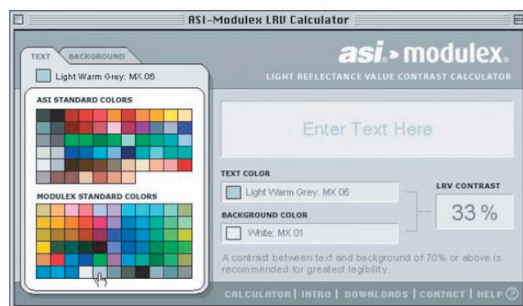 ASI-Modulex LRV Calculator
TEXT
BACKGROUND
Light Warm Grey: MX 06
ASI STANDARD COLORS
MODULEX STANDARD COLORS
asi > modulex.
LIGHT REFLECTANCE VALUE CONTRAST CALCULATOR
Enter Text Here
TEXT COLOR
Light Warm Grey: MX 06
BACKGROUND COLOR
White: MX 01
LRV CONTRAST
33 %
A contrast between text and background of 70% or above is
recommended for greatest legibility.
CALCULATOR | INTRO | DOWNLOADS | CONTACT | HELP ?